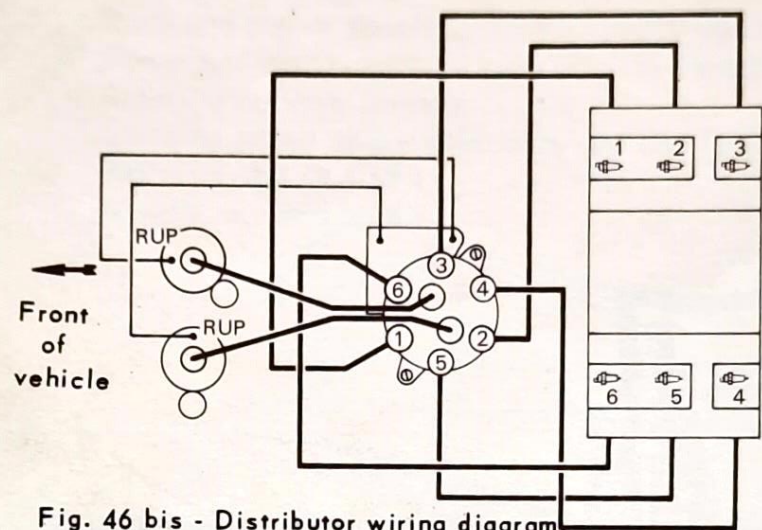 1 2 3
RUP
3
6 4
RUP
Front
of
vehicle
1 2
5
6 5 4
Fig. 46 bis - Distributor wiring diagram